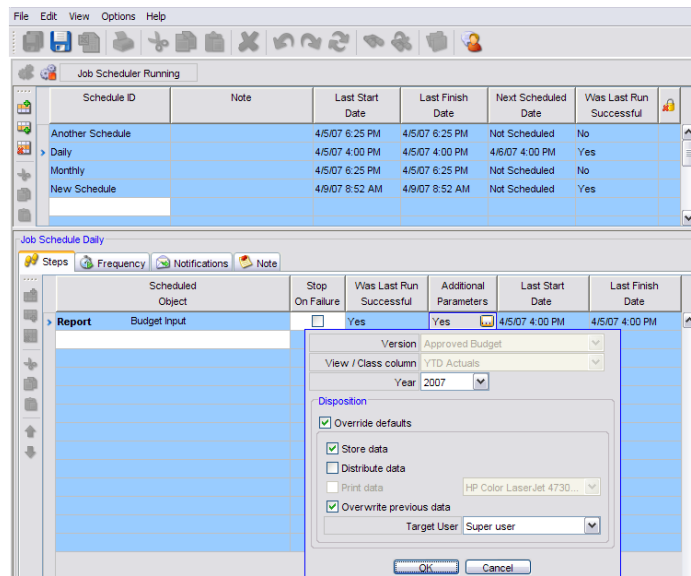 File Edit View Options Help
Job Scheduler Running
Schedule ID Note Last Start Date Last Finish Date Next Scheduled Date Was Last Run Successful
Another Schedule 4/5/07 6:25 PM 4/5/07 6:25 PM Not Scheduled No
Daily 4/5/07 4:00 PM 4/5/07 4:00 PM 4/6/07 4:00 PM Yes
Monthly 4/5/07 6:25 PM 4/5/07 6:25 PM Not Scheduled No
New Schedule 4/9/07 8:52 AM 4/9/07 8:52 AM Not Scheduled Yes
Job Schedule Daily
Steps Frequency Notifications Note
Scheduled Object Stop On Failure Was Last Run Successful Additional Parameters Last Start Date Last Finish Date
Report Budget Input Yes Yes ... 4/5/07 4:00 PM 4/5/07 4:00 PM
Version Approved Budget
View / Class column YTD Actuals
Year 2007
Disposition
Override defaults
Store data
Distribute data
Print data HP Color LaserJet 4730...
Overwrite previous data
Target User Super user
OK Cancel